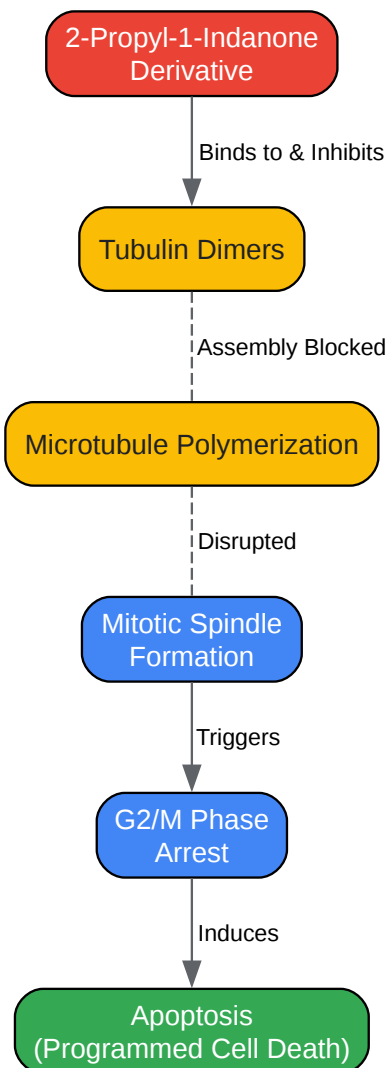 2-Propyl-1-Indanone
Derivative
Binds to & Inhibits
Tubulin Dimers
Assembly Blocked
Microtubule Polymerization
Disrupted
Mitotic Spindle
Formation
Triggers
G2/M Phase
Arrest
Induces
Apoptosis
(Programmed Cell Death)